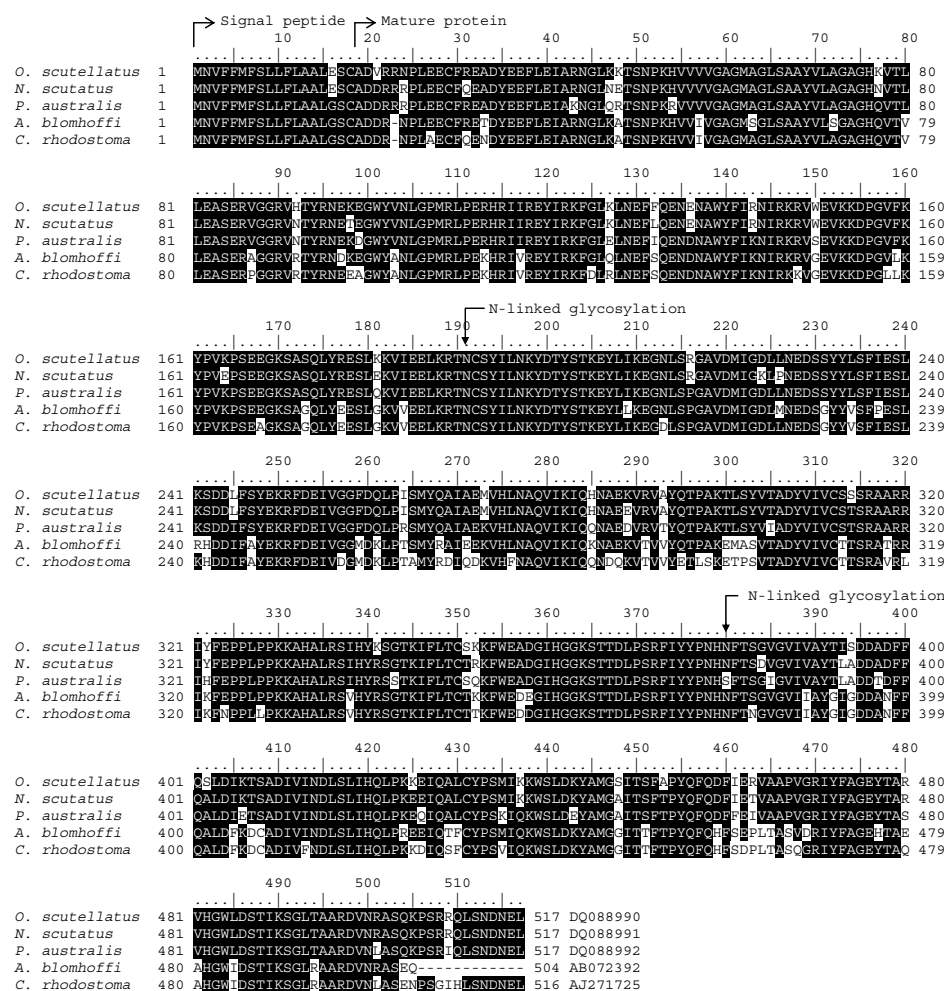 Signal peptide Mature protein
10 20 30 40 50 60 70 80
O. scutellatus 1 MNVFFMFSLLFLAALESCADVRRNPLEECFREADYEEFLEIARNGLKKTSNPKHVVVVGAGMAGLSAAYVLAGAGHKVTL 80
N. scutatus 1 MNVFFMFSLLFLAALESCADDRRRPLEECFQEADYEEFLEIARNGLNETSNPKHVVVVGAGMAGLSAAYVLAGAGHNVTL 80
P. australis 1 MNVFFMFSLLFLAALGSCADDRRNPLEECFREADYEEFLEIAKNGLQRTSNPKRVVVVGAGMAGLSAAYVLAGAGHQVTL 80
A. blomhoffi 1 MNVFFMFSLLFLAALGSCADDR-NPLEECFRETDYEEFLEIARNGLKATSNPKHVVIVGAGMSGLSAAYVLSGAGHQVTV 79
C. rhodostoma 1 MNVFFMFSLLFLAALGSCADDR-NPLAECFQENDYEEFLEIARNGLKATSNPKHVVIVGAGMAGLSAAYVLAGAGHQVTV 79
90 100 110 120 130 140 150 160
O. scutellatus 81 LEASERVGGRVHTYRNEKEGWYVNLGPMRLPERHRIIREYIRKFGLKLNEFFQENENAWYFIRNIRKRVWEVKKDPGVFK 160
N. scutatus 81 LEASERVGGRVNTYRNETEGWYVNLGPMRLPERHRIIREYIRKFGLKLNEFLQENENAWYFIRNIRKRVWEVKKDPGVFK 160
P. australis 81 LEASERVGGRVNTYRNEKDGWYVNLGPMRLPERHRIIREYIRKFGLELNEFIQENDNAWYFIKNIRKRVSEVKKDPGVFK 160
A. blomhoffi 80 LEASERAGGRVRTYRNDKEGWYANLGPMRLPEKHRIVREYIRKFGLQLNEFSQENDNAWYFIKNIRKRVGEVKKDPGVLK 159
C. rhodostoma 80 LEASERPGGRVRTYRNEEAGWYANLGPMRLPEKHRIVREYIRKFDLRLNEFSQENDNAWYFIKNIRKKVGEVKKDPGLLK 159
N-linked glycosylation
170 180 190 200 210 220 230 240
O. scutellatus 161 YPVKPSEEGKSASQLYRESLKKVIEELKRTNCSYILNKYDTYSTKEYLIKEGNLSRGAVDMIGDLLNEDSSYYLSFIESL 240
N. scutatus 161 YPVEPSEEGKSASQLYRESLEKVIEELKRTNCSYILNKYDTYSTKEYLIKEGNLSRGAVDMIGKLPNEDSSYYLSFIESL 240
P. australis 161 YPVKPSEEGKSASQLYRESLQKVIEELKRTNCSYILNKYDTYSTKEYLIKEGNLSPGAVDMIGDLLNEDSSYYLSFIESL 240
A. blomhoffi 160 YPVKPSEEGKSAGQLYEESLGKVVEELKRTNCSYILNKYDTYSTKEYLLKEGNLSPGAVDMIGDLMNEDSGYYVSFPESL 239
C. rhodostoma 160 YPVKPSEAGKSAGQLYEESLGKVVEELKRTNCSYILNKYDTYSTKEYLIKEGDLSPGAVDMIGDLLNEDSGYYVSFIESL 239
250 260 270 280 290 300 310 320
O. scutellatus 241 KSDDLFSYEKRFDEIVGGFDQLPISMYQAIAEMVHLNAQVIKIQHNAEKVRVAYQTPAKTLSYVTADYVIVCSSSRAARR 320
N. scutatus 241 KSDDLFSYEKRFDEIVGGFDQLPISMYQAIAEMVHLNAQVIKIQHNAEEVRVAYQTPAKTLSYVTADYVIVCSTSRAARR 320
P. australis 241 KSDDIFSYEKRFDEIVGGFDQLPRSMYQAIAEKVHLNAQVIKIQQNAEDVRVTYQTPAKTLSYVIADYVIVCSTSRAARR 320
A. blomhoffi 240 RHDDIFAYEKRFDEIVGGMDKLPTSMYRAIEEKVHLNAQVIKIQKNAEKVTVVYQTPAKEMASVTADYVIVCTTSRATRR 319
C. rhodostoma 240 KHDDIFAYEKRFDEIVDGMDKLPTAMYRDIQDKVHFNAQVIKIQQNDQKVTVVYETLSKETPSVTADYVIVCTTSRAVRL 319
N-linked glycosylation
330 340 350 360 370 380 390 400
O. scutellatus 321 IYFEPPLPPKKAHALRSIHYKSGTKIFLTCSKKFWEADGIHGGKSTTDLPSRFIYYPNHNFTSGVGVIVAYTISDDADFF 400
N. scutatus 321 IYFEPPLPPKKAHALRSIHYRSGTKIFLTCTRKFWEADGIHGGKSTTDLPSRFIYYPNHNFTSDVGVIVAYTLADDADFF 400
P. australis 321 IHFEPPLPPKKAHALRSIHYRSSTKIFLTCSQKFWEADGIHGGKSTTDLPSRFIYYPNHSFTSGIGVIVAYTLADDTDFF 400
A. blomhoffi 320 IKFEPPLPPKKAHALRSVHYRSGTKIFLTCTKKFWEDEGIHGGKSTTDLPSRFIYYPNHNFTSGVGVIIAYGIGDDANFF 399
C. rhodostoma 320 IKFNPPLLPKKAHALRSVHYRSGTKIFLTCTTKFWEDDGIHGGKSTTDLPSRFIYYPNHNFTNGVGVIIAYGIGDDANFF 399
410 420 430 440 450 460 470 480
O. scutellatus 401 QSLDIKTSADIVINDLSLIHQLPKKEIQALCYPSMIKKWSLDKYAMGSITSFAPYQFQDFIERVAAPVGRIYFAGEYTAR 480
N. scutatus 401 QALDIKTSADIVINDLSLIHQLPKEEIQALCYPSMIKKWSLDKYAMGAITSFTPYQFQDFIETVAAPVGRIYFAGEYTAR 480
P. australis 401 QALDIETSADIVINDLSLIHQLPKEQIQALCYPSKIQKWSLDEYAMGAITSFTPYQFQDFFEIVAAPVGRIYFAGEYTAS 480
A. blomhoffi 400 QALDFKDCADIVINDLSLIHQLPREEIQTFCYPSMIQKWSLDKYAMGGITTFTPYQFQHFSEPLTASVDRIYFAGEHTAE 479
C. rhodostoma 400 QALDFKDCADIVFNDLSLIHQLPKKDIQSFCYPSVIQKWSLDKYAMGGITTFTPYQFQHFSDPLTASQGRIYFAGEYTAQ 479
490 500 510
O. scutellatus 481 VHGWLDSTIKSGLTAARDVNRASQKPSRRQLSNDNEL 517 DQ088990
N. scutatus 481 VHGWLDSTIKSGLTAARDVNRASQKPSRRQLSNDNEL 517 DQ088991
P. australis 481 VHGWLDSTIKSGLTAARDVNLASQKPSRIQLSNDNEL 517 DQ088992
A. blomhoffi 480 AHGWIDSTIKSGLRAARDVNRASEQ------------ 504 AB072392
C. rhodostoma 480 AHGWIDSTIKSGLRAARDVNLASENPSGIHLSNDNEL 516 AJ271725